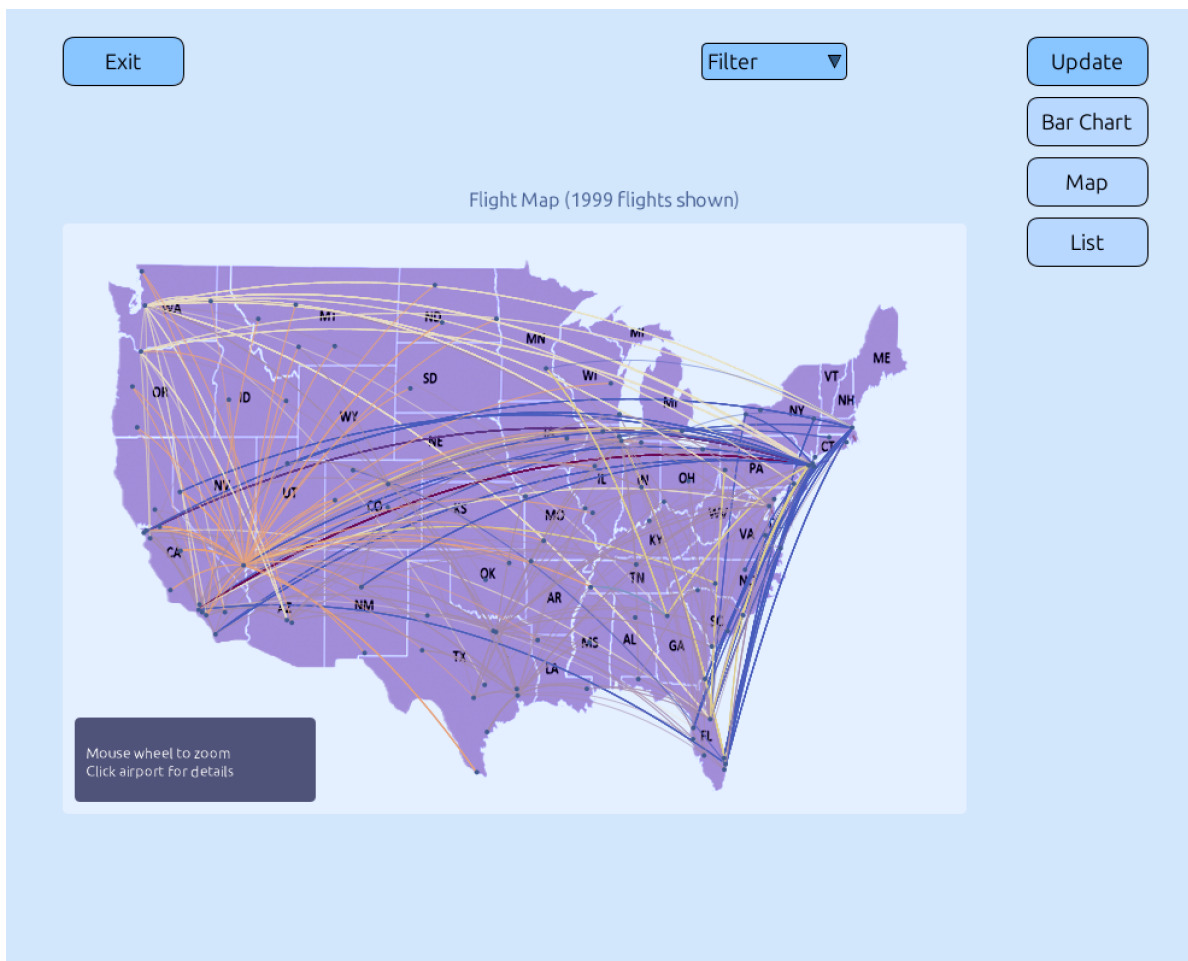 Exit
Filter
Update
Bar Chart
Map
List
Flight Map (1999 flights shown)
WA
MT
ND
MN
MI
ME
VT
NH
OR
ID
SD
WI
MI
NY
WY
CT
NE
NV
UT
CO
KS
IL
IN
OH
PA
MO
WV
VA
CA
KY
OK
TN
NC
AZ
NM
AR
TX
MS
AL
GA
SC
LA
FL
Mouse wheel to zoom
Click airport for details